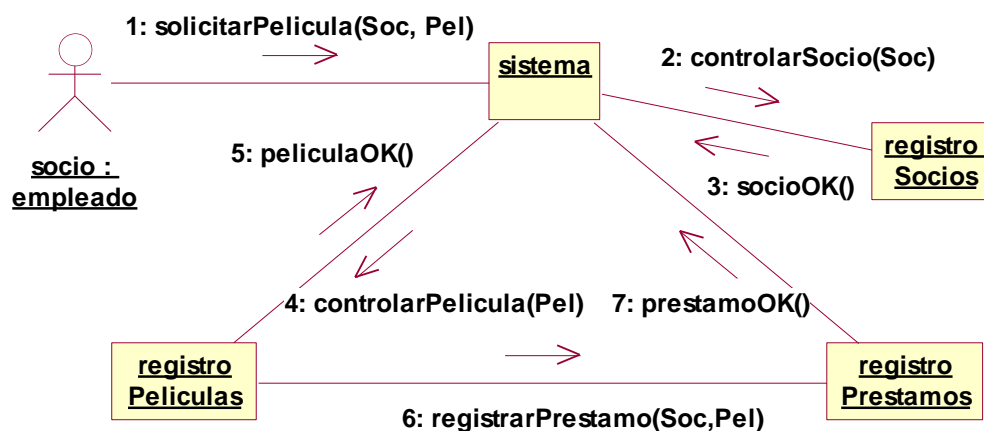 1: solicitarPelicula(Soc, Pel)
sistema
2: controlarSocio(Soc)
registro
Socios
3: socioOK()
socio :
empleado
5: peliculaOK()
4: controlarPelicula(Pel)
7: prestamoOK()
registro
Peliculas
registro
Prestamos
6: registrarPrestamo(Soc,Pel)